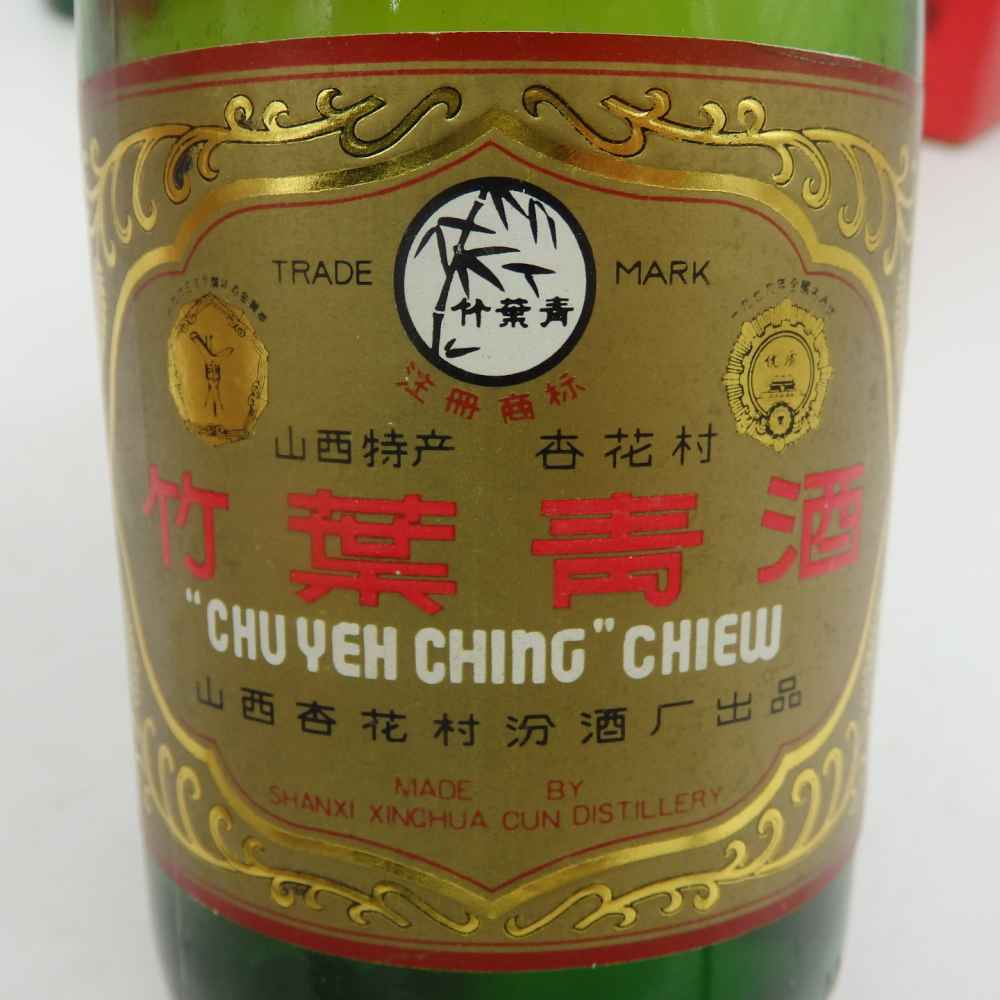 TRADE MARK
竹葉青
注册商标
山西特产 杏花村
竹葉青酒
"CHU YEH CHING" CHIEW
山西杏花村汾酒厂出品
MADE BY
SHANXI XINGHUA CUN DISTILLERY